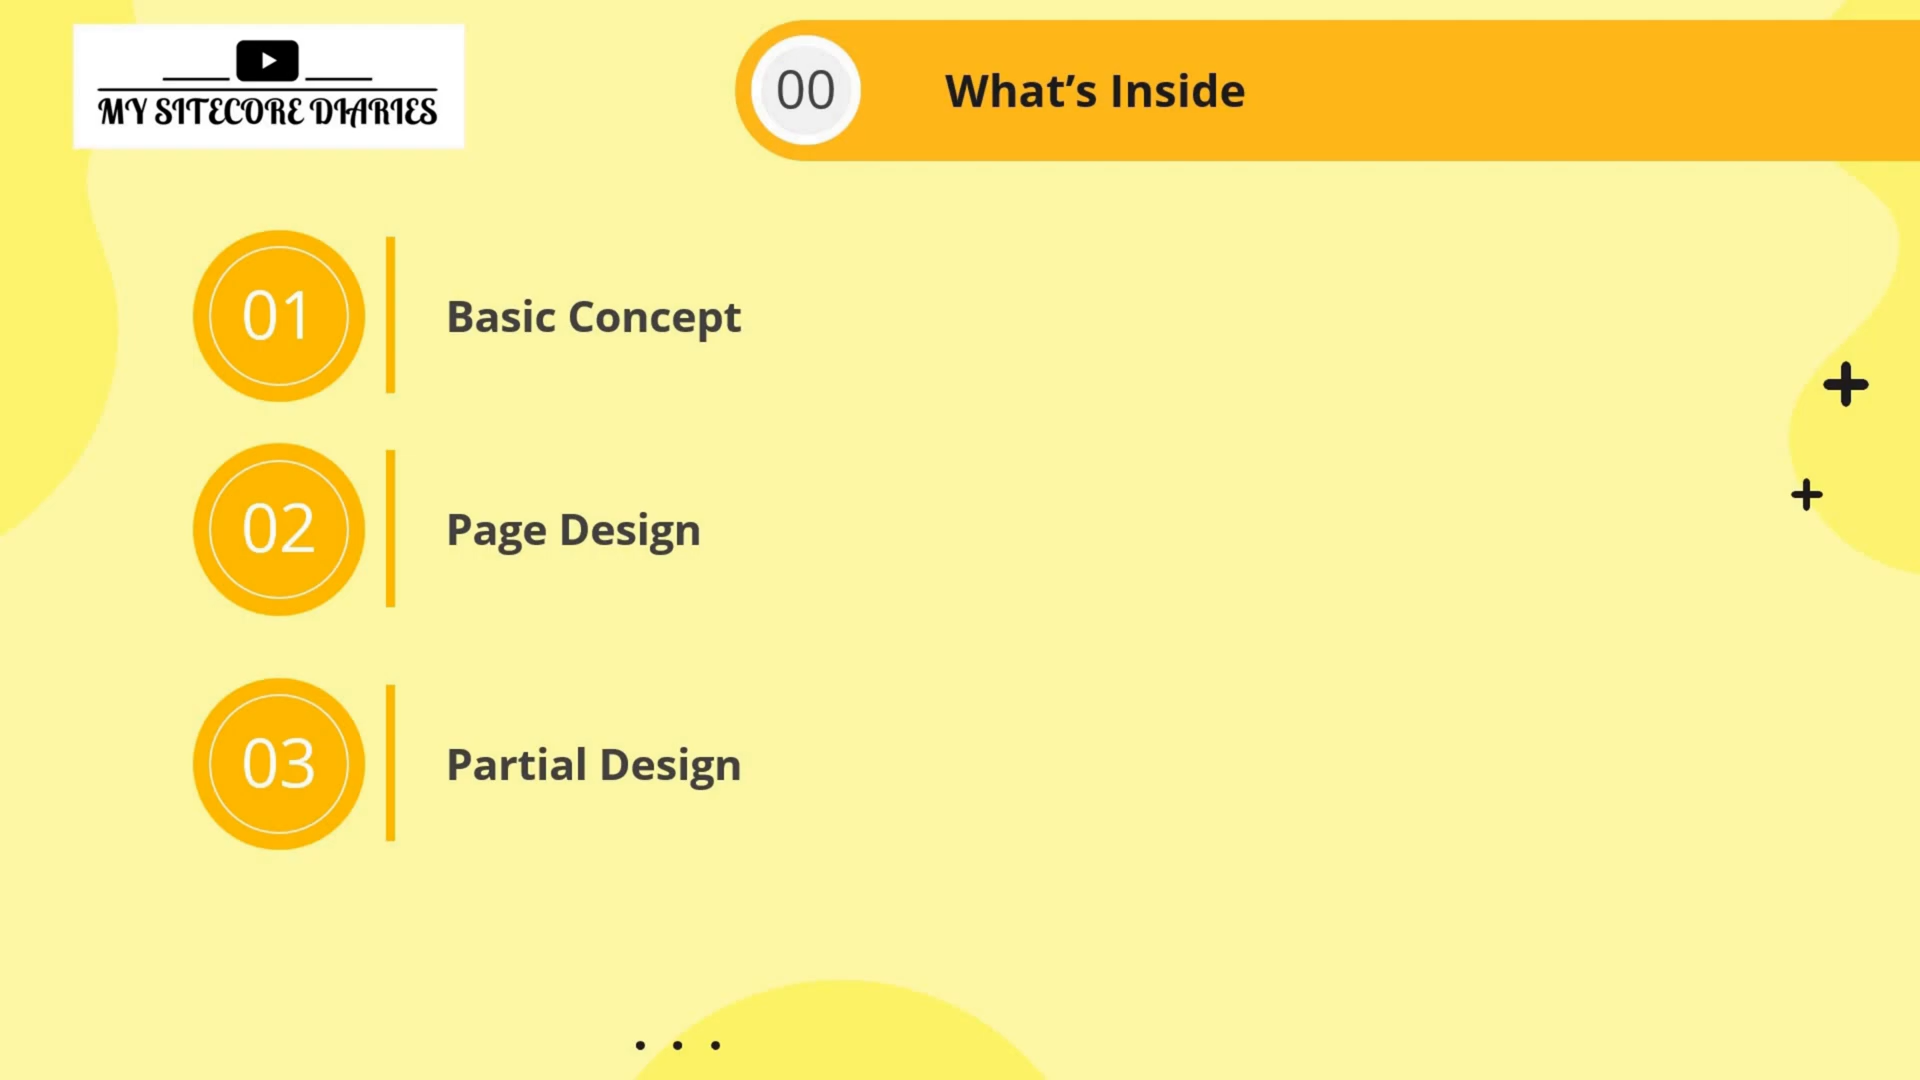 MY SITECORE DIARIES
00
What’s Inside
01
Basic Concept
02
Page Design
03
Partial Design